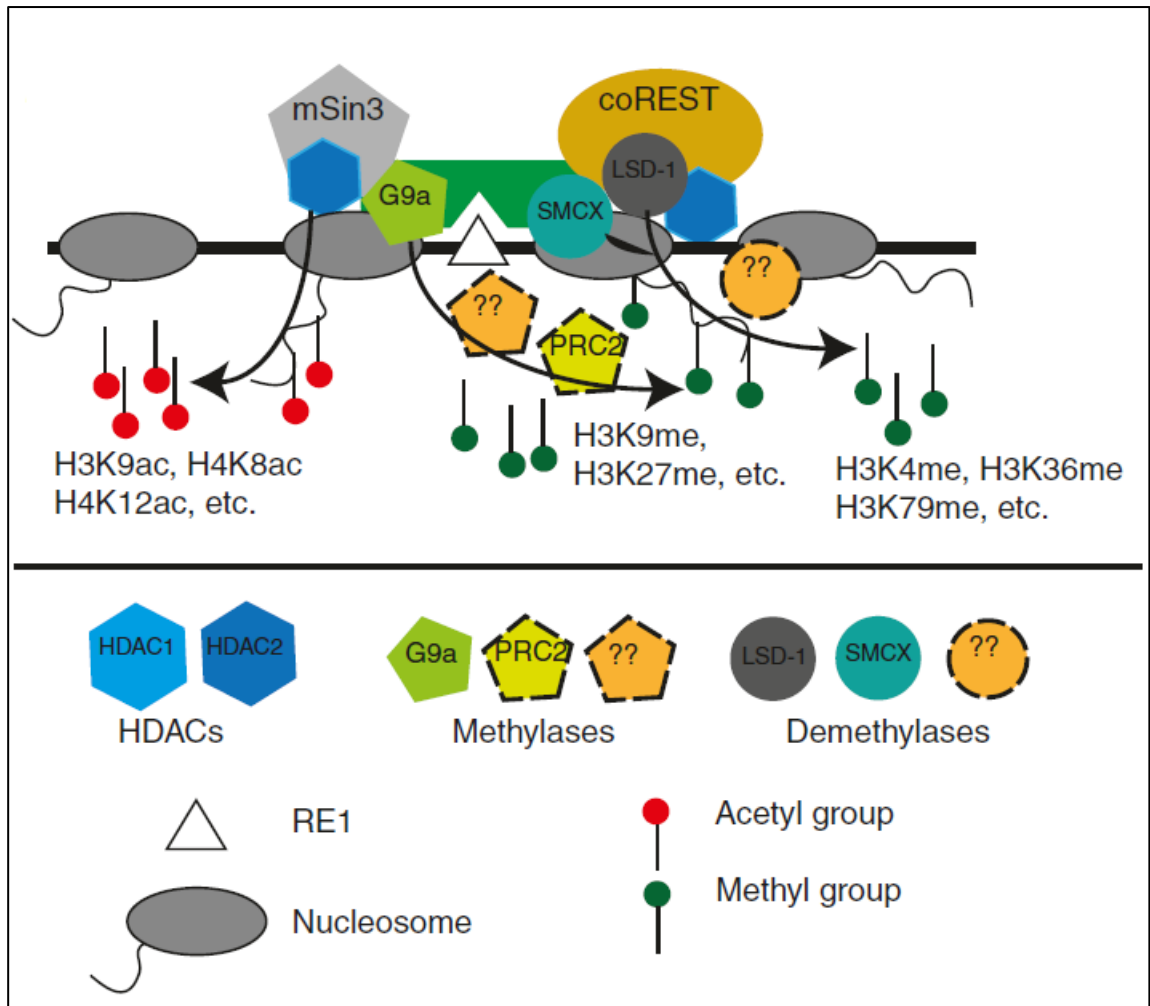 mSin3
coREST
LSD-1
G9a
SMCX
??
??
PRC2
H3K9ac, H4K8ac
H4K12ac, etc.
H3K9me,
H3K27me, etc.
H3K4me, H3K36me
H3K79me, etc.
HDAC1
HDAC2
G9a
PRC2
??
LSD-1
SMCX
??
HDACs
Methylases
Demethylases
RE1
Acetyl group
Methyl group
Nucleosome